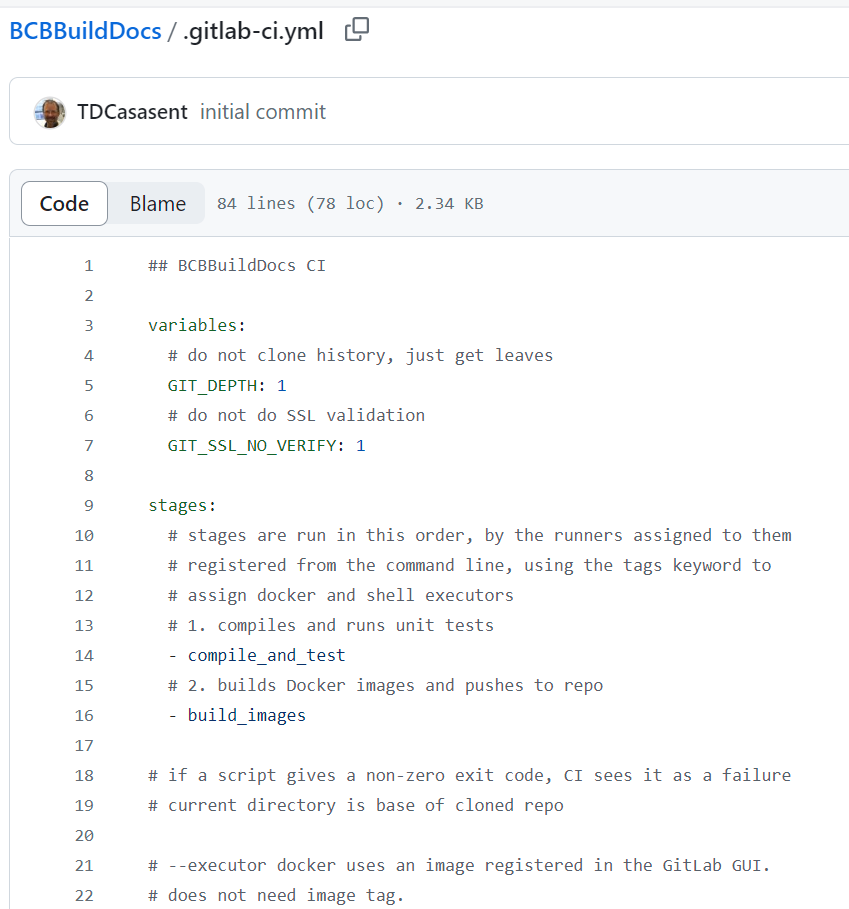 BCBBuildDocs / .gitlab-ci.yml
TDCasasent initial commit
Code Blame 84 lines (78 loc) · 2.34 KB
1 ## BCBBuildDocs CI
2
3 variables:
4   # do not clone history, just get leaves
5   GIT_DEPTH: 1
6   # do not do SSL validation
7   GIT_SSL_NO_VERIFY: 1
8
9 stages:
10   # stages are run in this order, by the runners assigned to them
11   # registered from the command line, using the tags keyword to
12   # assign docker and shell executors
13   # 1. compiles and runs unit tests
14   - compile_and_test
15   # 2. builds Docker images and pushes to repo
16   - build_images
17
18 # if a script gives a non-zero exit code, CI sees it as a failure
19 # current directory is base of cloned repo
20
21 # --executor docker uses an image registered in the GitLab GUI.
22 # does not need image tag.